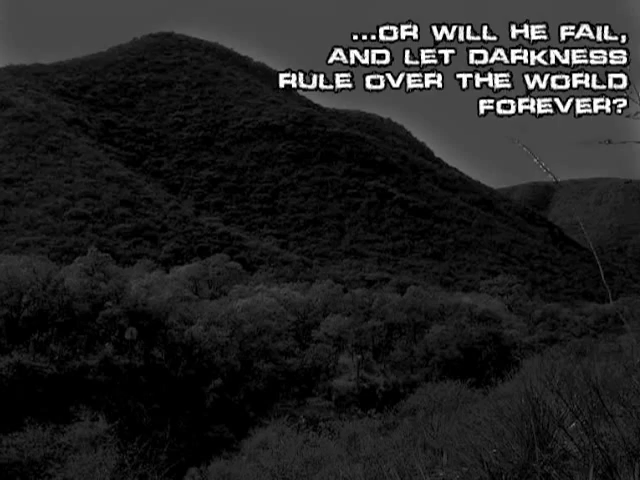 ...OR WILL HE FAIL,
AND LET DARKNESS
RULE OVER THE WORLD
FOREVER?